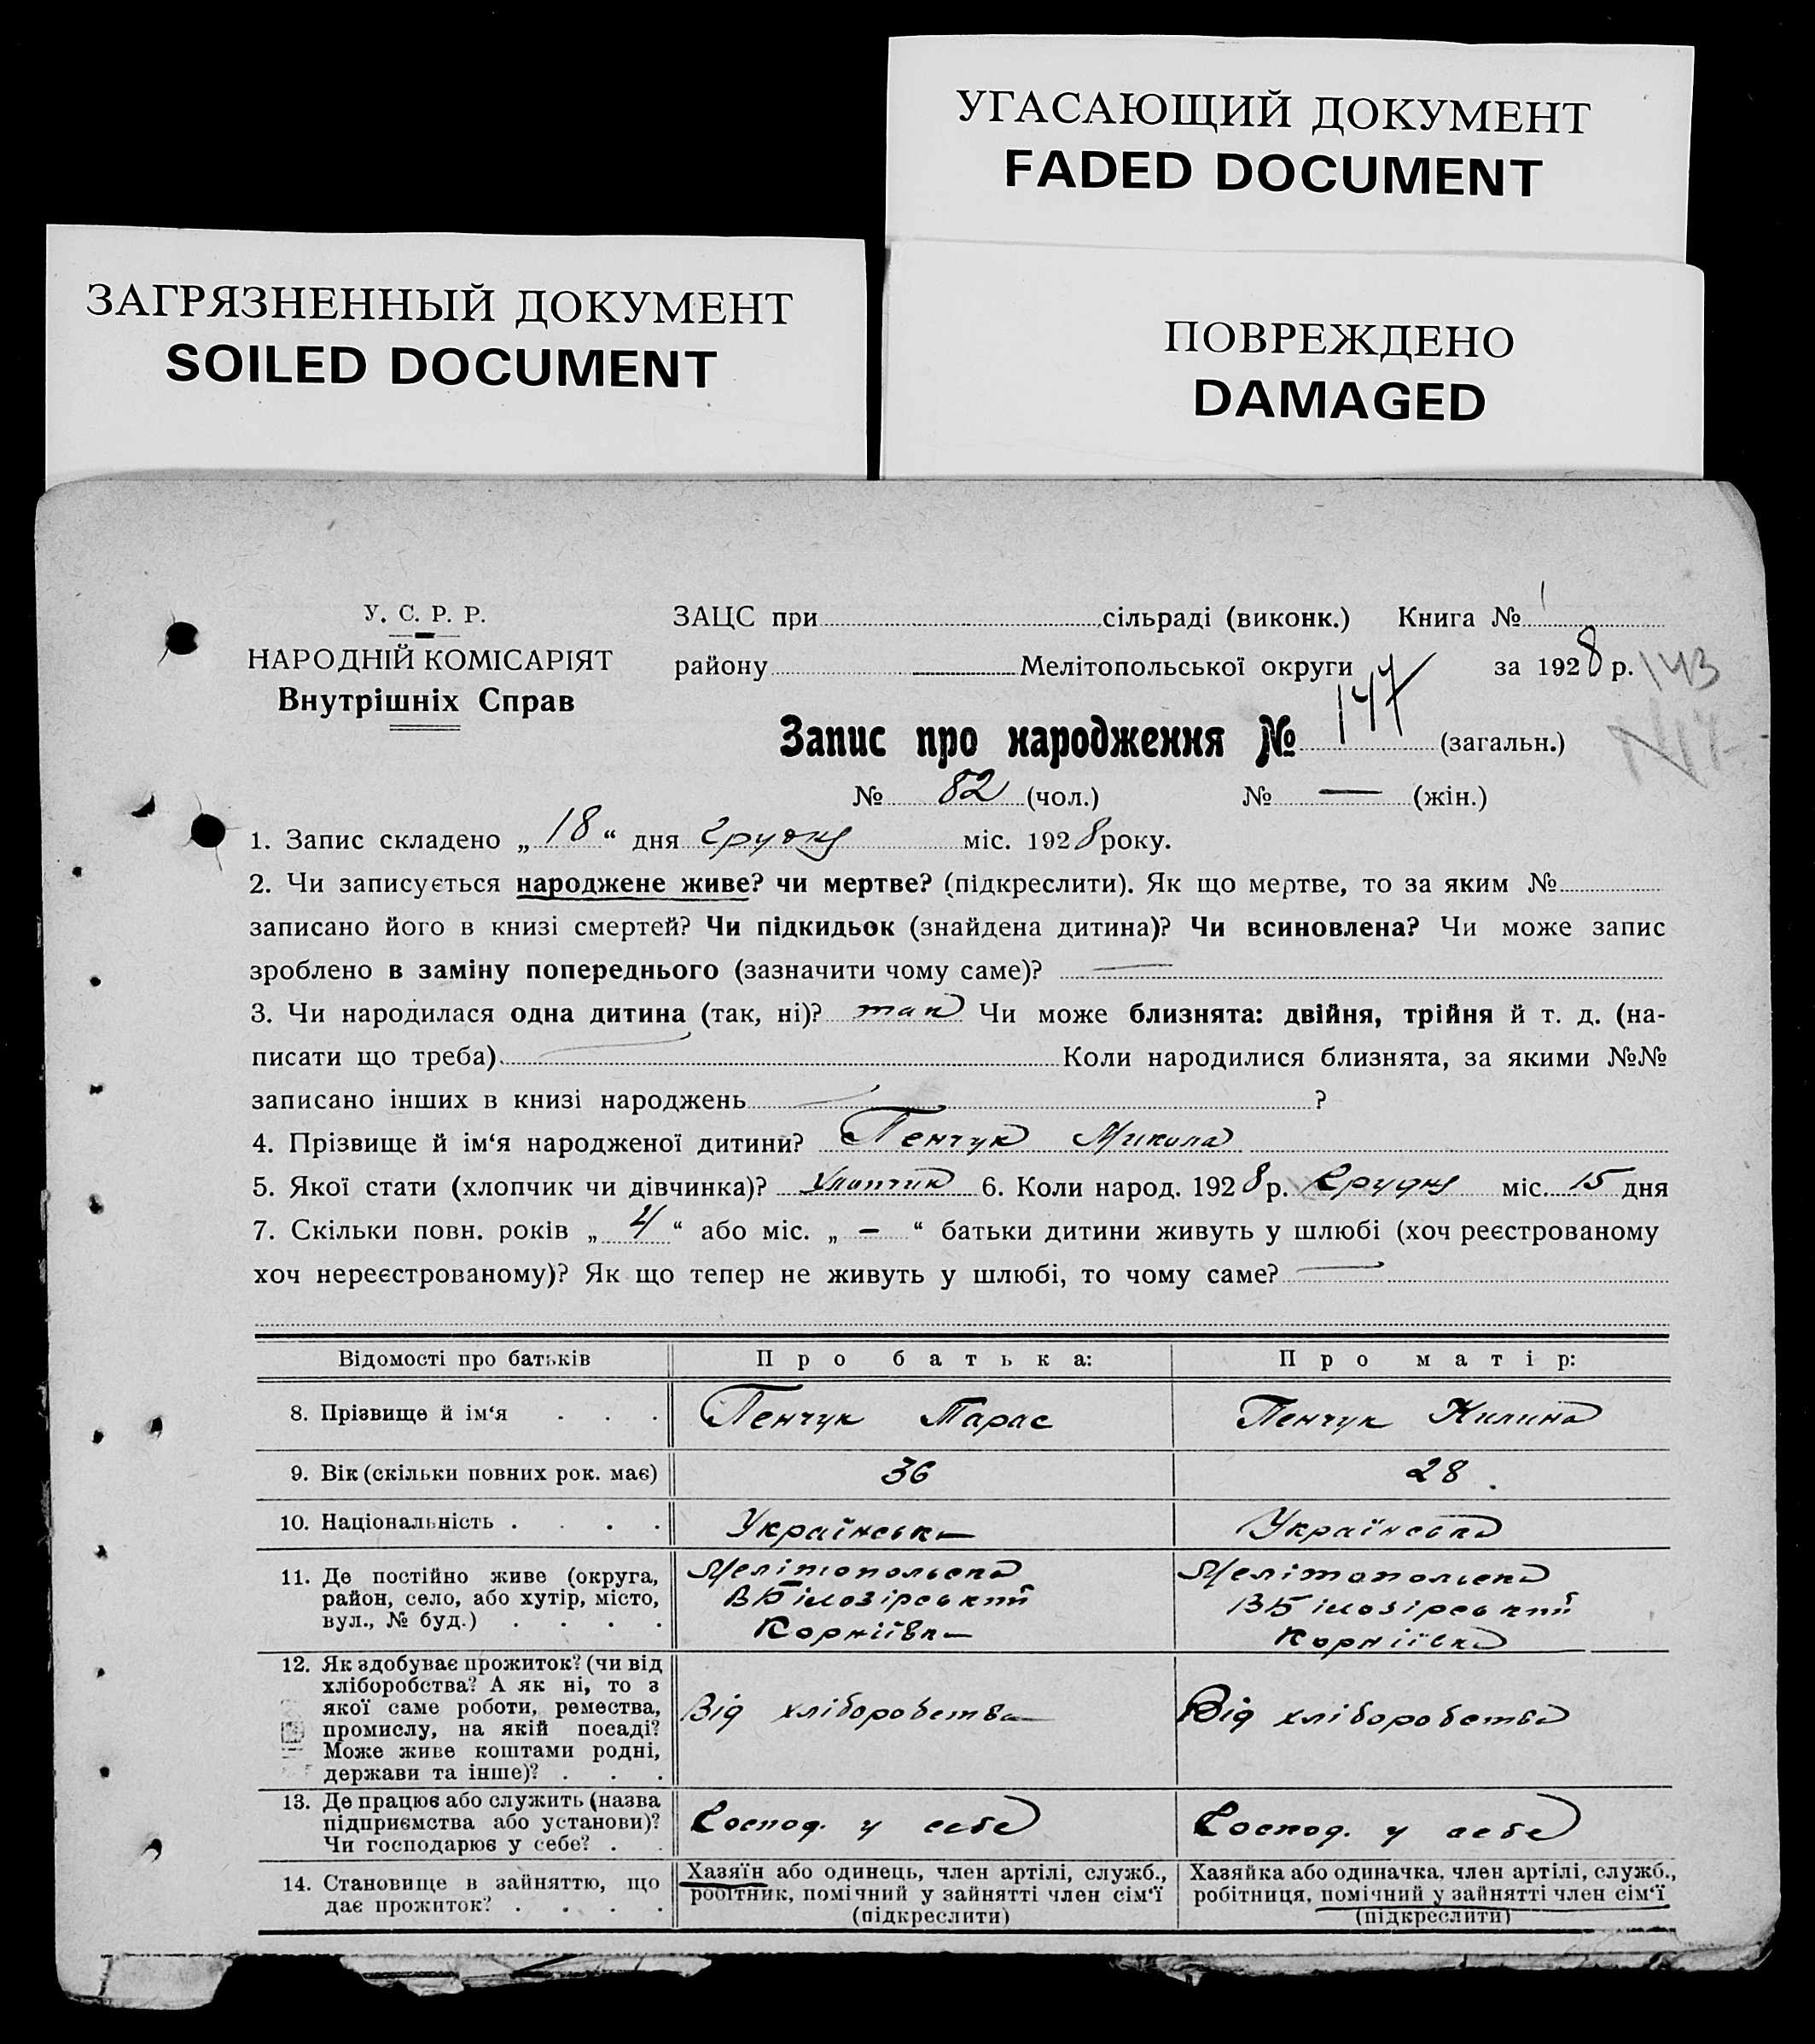 УГАСАЮЩИЙ ДОКУМЕНТ
FADED DOCUMENT
ЗАГРЯЗНЕННЫЙ ДОКУМЕНТ
SOILED DOCUMENT
ПОВРЕЖДЕНО
DAMAGED
У. С. Р. Р.
НАРОДНІЙ КОМІСАРІЯТ
Внутрішніх Справ
ЗАЦС при сільраді (виконк.) Книга № 1
району Мелітопольської округи за 1928 р. 143
Запис про народження № 147 (загальн.)
№ 82 (чол.) № — (жін.)
1. Запис складено „ 18 “ дня грудня міс. 1928 року.
2. Чи записується народжене живе? чи мертве? (підкреслити). Як що мертве, то за яким №
записано його в книзі смертей? Чи підкидьок (знайдена дитина)? Чи всиновлена? Чи може запис
зроблено в заміну попереднього (зазначити чому саме)? —
3. Чи народилася одна дитина (так, ні)? так Чи може близнята: двійня, трійня й т. д. (на-
писати що треба) — Коли народилися близнята, за якими №№
записано інших в книзі народжень — ?
4. Прізвище й ім‘я народженої дитини? Пенчук Микола
5. Якої стати (хлопчик чи дівчинка)? Хлопчик 6. Коли народ. 1928 р. Грудня міс. 15 дня
7. Скільки повн. років „ 4 “ або міс. „ — “ батьки дитини живуть у шлюбі (хоч реєстрованому
хоч нереєстрованому)? Як що тепер не живуть у шлюбі, то чому саме? —
Відомості про батьків Про батька: Про матір:
8. Прізвище й ім‘я . . . Пенчук Тарас Пенчук Килина
9. Вік (скільки повних рок. має) 36 28
10. Національність . . . . Українська Українська
11. Де постійно живе (округа, район, село, або хутір, місто, вул., № буд.) . . . .
Мелітопольська
ВБілозірський
Корніївка
Мелітопольська
ВБілозірський
Корніївка
12. Як здобуває прожиток? (чи від
хліборобства? А як ні, то з
якої саме роботи, ремества,
промислу, на якій посаді?
Може живе коштами родні,
держави та інше)? . . .
Від хліборобства Від хліборобства
13. Де працює або служить (назва
підприємства або установи)?
Чи господарює у себе? . .
Господ. у себе Господ. у себе
14. Становище в зайняттю, що
дає прожиток? . . . .
Хазяїн або одинець, член артілі, служб.,
робітник, помічний у зайнятті член сім‘ї
(підкреслити)
Хазяйка або одиначка, член артілі, служб.,
робітниця, помічний у зайнятті член сім‘ї
(підкреслити)